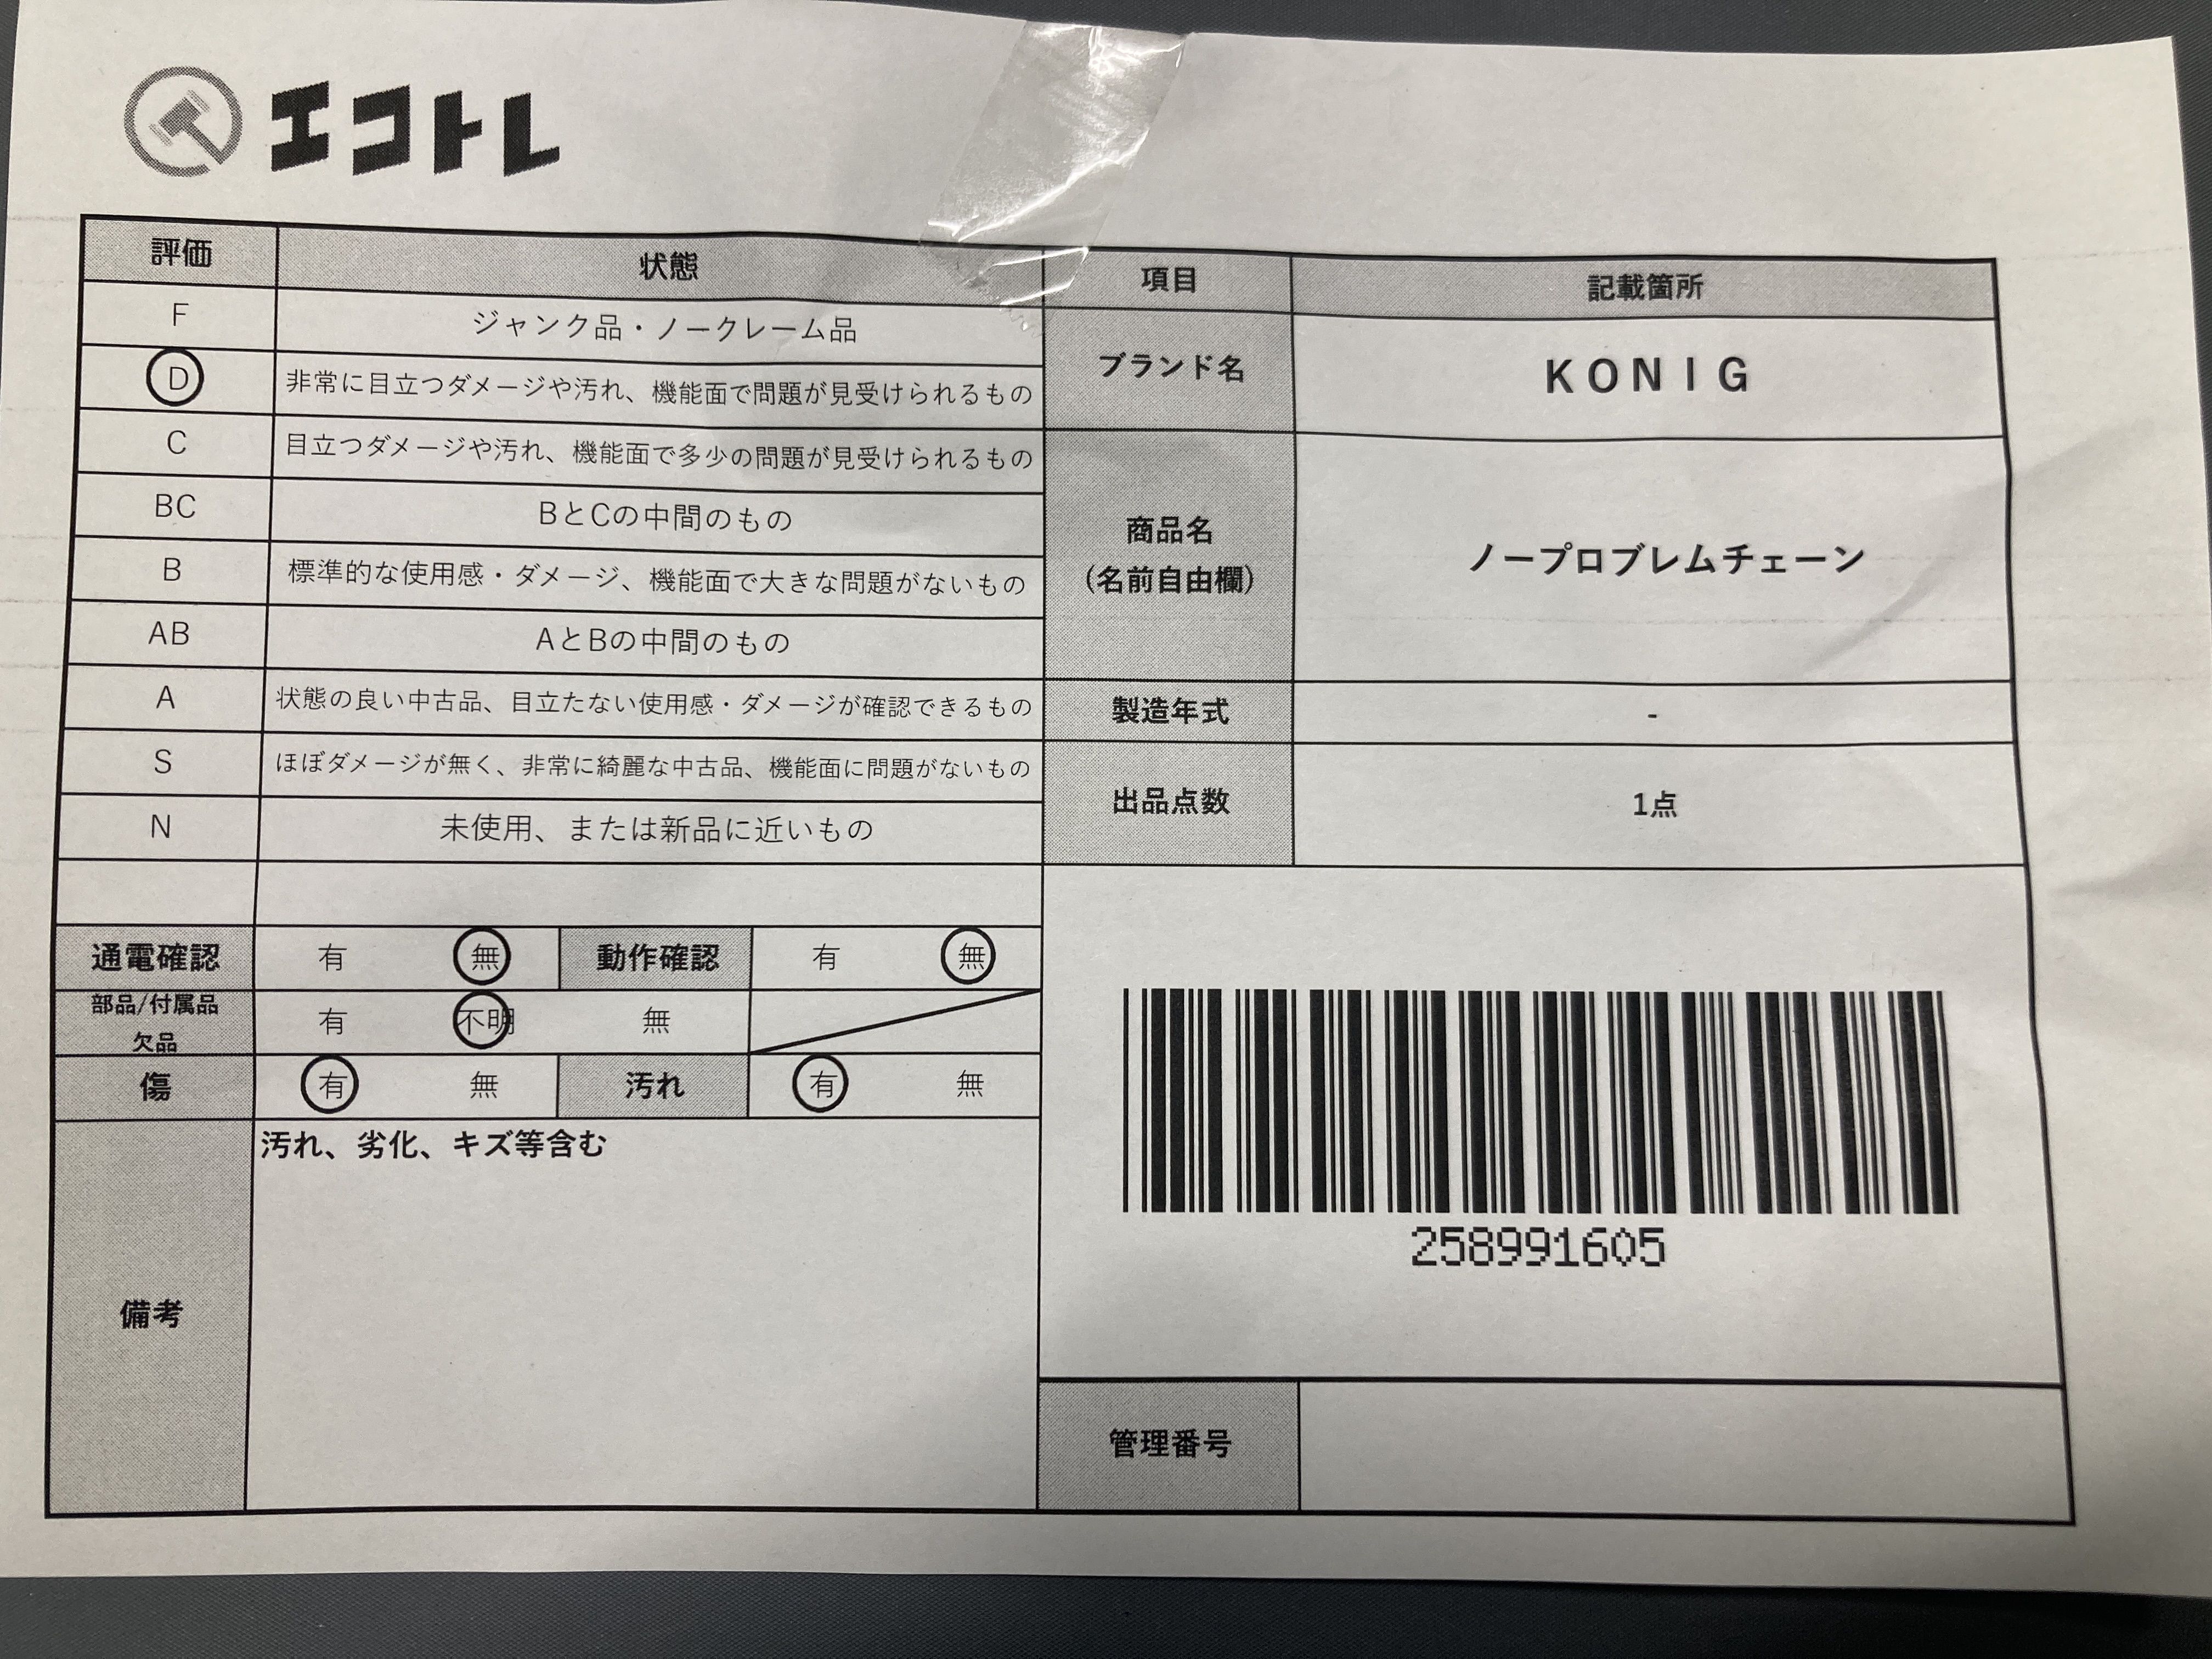 エコトレ
評価 状態
F ジャンク品・ノークレーム品
D 非常に目立つダメージや汚れ、機能面で問題が見受けられるもの
C 目立つダメージや汚れ、機能面で多少の問題が見受けられるもの
BC BとCの中間のもの
B 標準的な使用感・ダメージ、機能面で大きな問題がないもの
AB AとBの中間のもの
A 状態の良い中古品、目立たない使用感・ダメージが確認できるもの
S ほぼダメージが無く、非常に綺麗な中古品、機能面に問題がないもの
N 未使用、または新品に近いもの
通電確認 有 無 動作確認 有 無
部品/付属品
欠品
有 不明 無
傷 有 無 汚れ 有 無
備考
汚れ、劣化、キズ等含む
項目 記載箇所
ブランド名 ＫＯＮＩＧ
商品名
(名前自由欄)
ノープロブレムチェーン
製造年式 -
出品点数 1点
258991605
管理番号